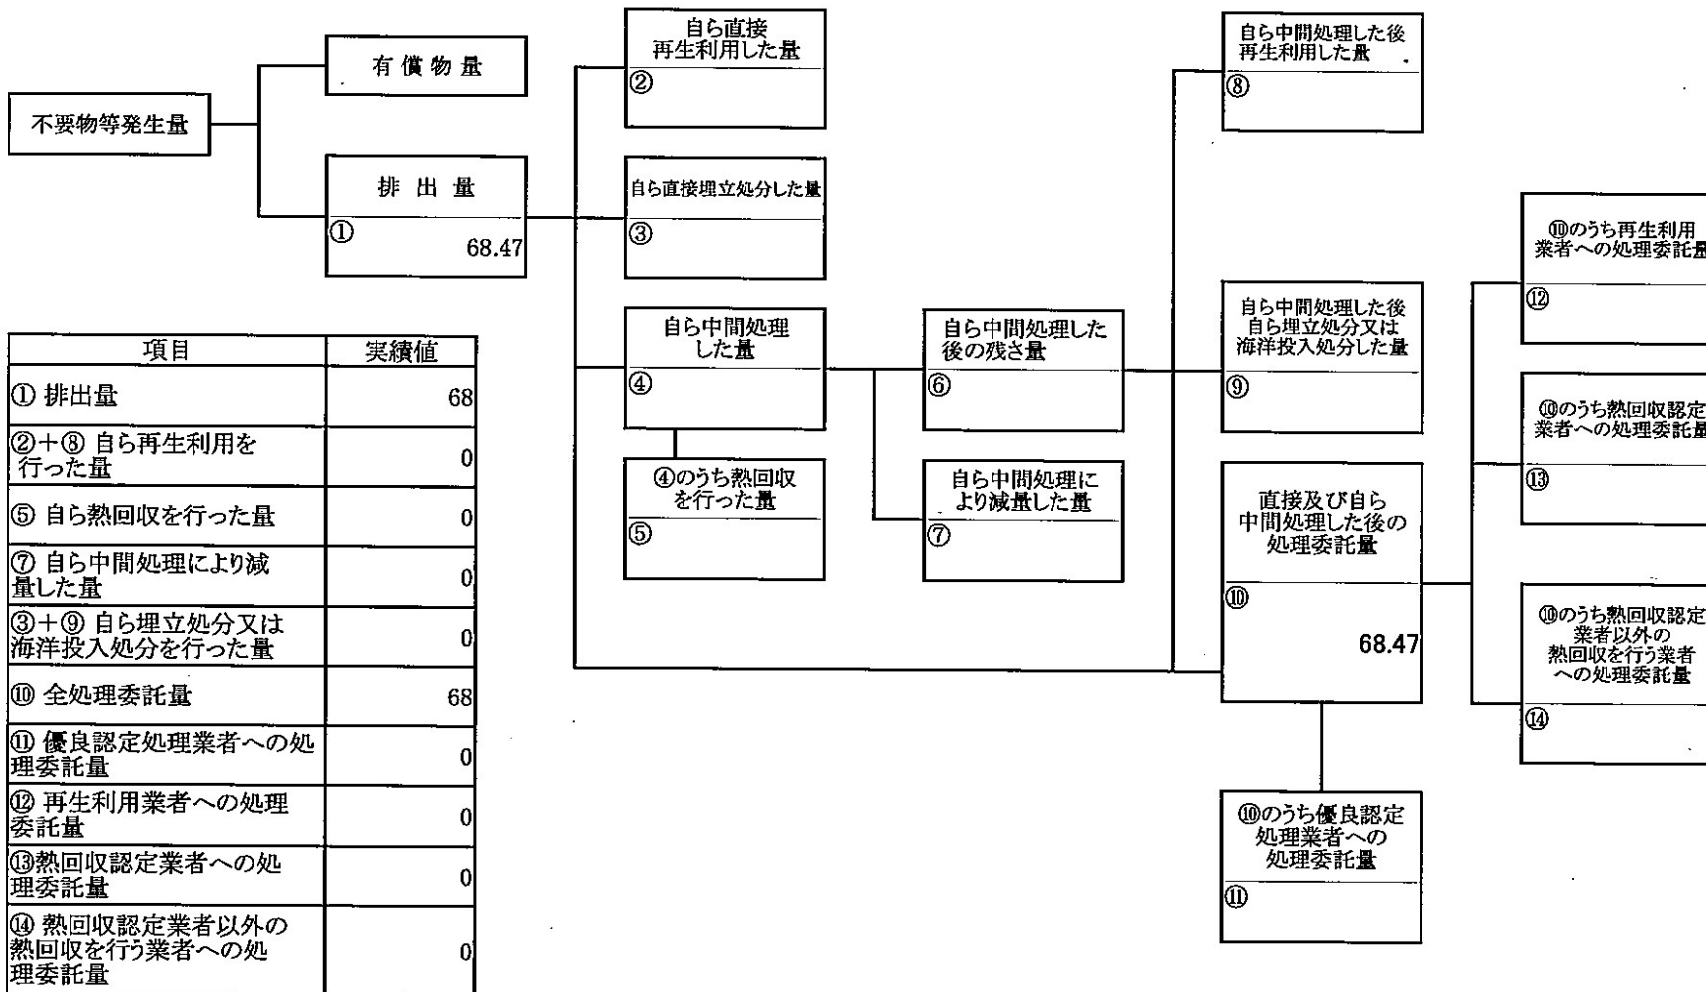 不要物等発生量
有償物量
排出量
①
68.47
自ら直接
再生利用した量
②
自ら直接埋立処分した量
③
自ら中間処理
した量
④
④のうち熱回収
を行った量
⑤
自ら中間処理した
後の残さ量
⑥
自ら中間処理に
より減量した量
⑦
自ら中間処理した後
再生利用した量
⑧
自ら中間処理した後
自ら埋立処分又は
海洋投入処分した量
⑨
直接及び自ら
中間処理した後の
処理委託量
⑩
68.47
⑩のうち優良認定
処理業者への
処理委託量
⑪
⑩のうち再生利用
業者への処理委託量
⑫
⑩のうち熱回収認定
業者への処理委託量
⑬
⑩のうち熱回収認定
業者以外の
熱回収を行う業者
への処理委託量
⑭
項目 実績値
① 排出量 68
②+⑧ 自ら再生利用を
行った量 0
⑤ 自ら熱回収を行った量 0
⑦ 自ら中間処理により減
量した量 0
③+⑨ 自ら埋立処分又は
海洋投入処分を行った量 0
⑩ 全処理委託量 68
⑪ 優良認定処理業者への処
理委託量 0
⑫ 再生利用業者への処理
委託量 0
⑬熱回収認定業者への処
理委託量 0
⑭ 熱回収認定業者以外の
熱回収を行う業者への処
理委託量 0